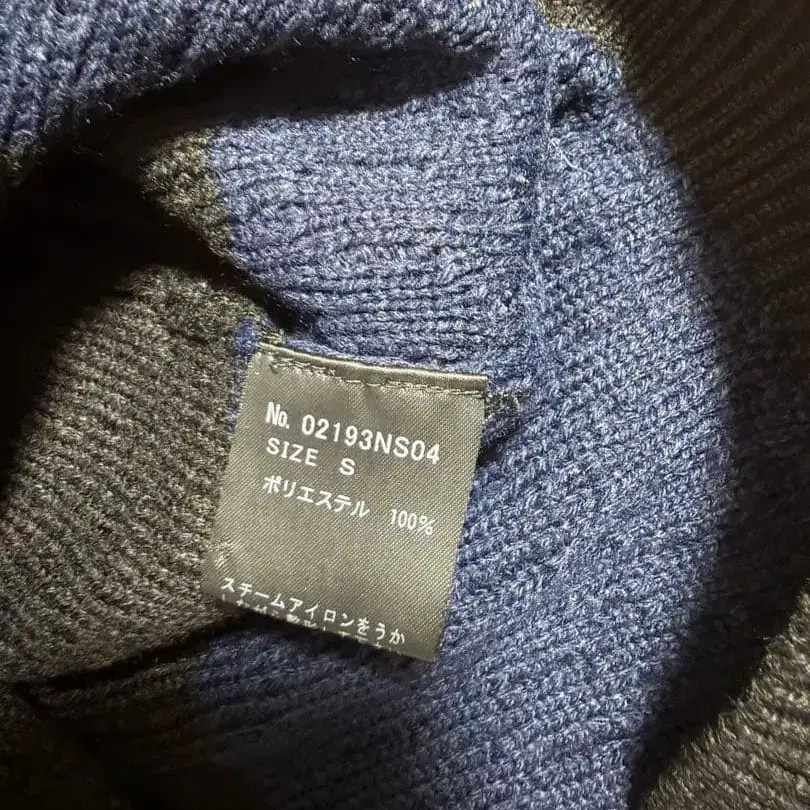 No. 02193NS04
SIZE S
ポリエステル 100%
スチームアイロンをうか